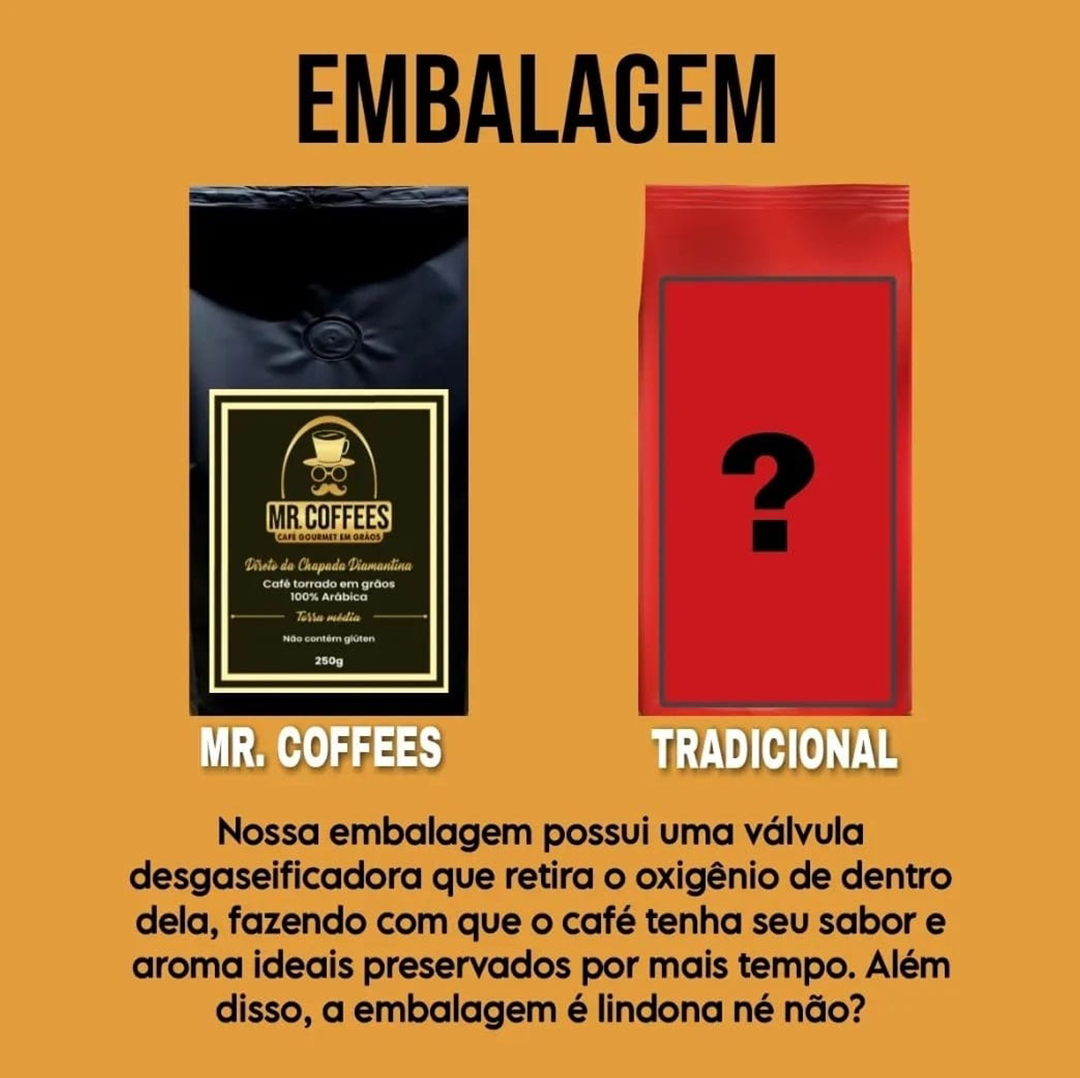 EMBALAGEM
MR. COFFEES
CAFÉ GOURMET EM GRÃOS
Direto da Chapada Diamantina
Café torrado em grãos
100% Arábica
Torra média
Não contém glúten
250g
?
MR. COFFEES
TRADICIONAL
Nossa embalagem possui uma válvula
desgaseificadora que retira o oxigênio de dentro
dela, fazendo com que o café tenha seu sabor e
aroma ideais preservados por mais tempo. Além
disso, a embalagem é lindona né não?